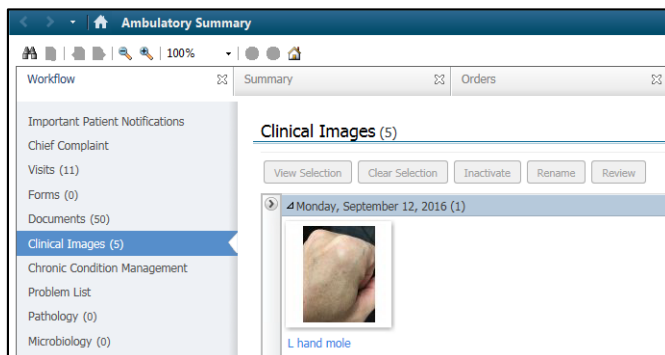 Ambulatory Summary
100%
Workflow
Summary
Orders
Important Patient Notifications
Chief Complaint
Visits (11)
Forms (0)
Documents (50)
Clinical Images (5)
Chronic Condition Management
Problem List
Pathology (0)
Microbiology (0)
Clinical Images (5)
View Selection
Clear Selection
Inactivate
Rename
Review
Monday, September 12, 2016 (1)
L hand mole